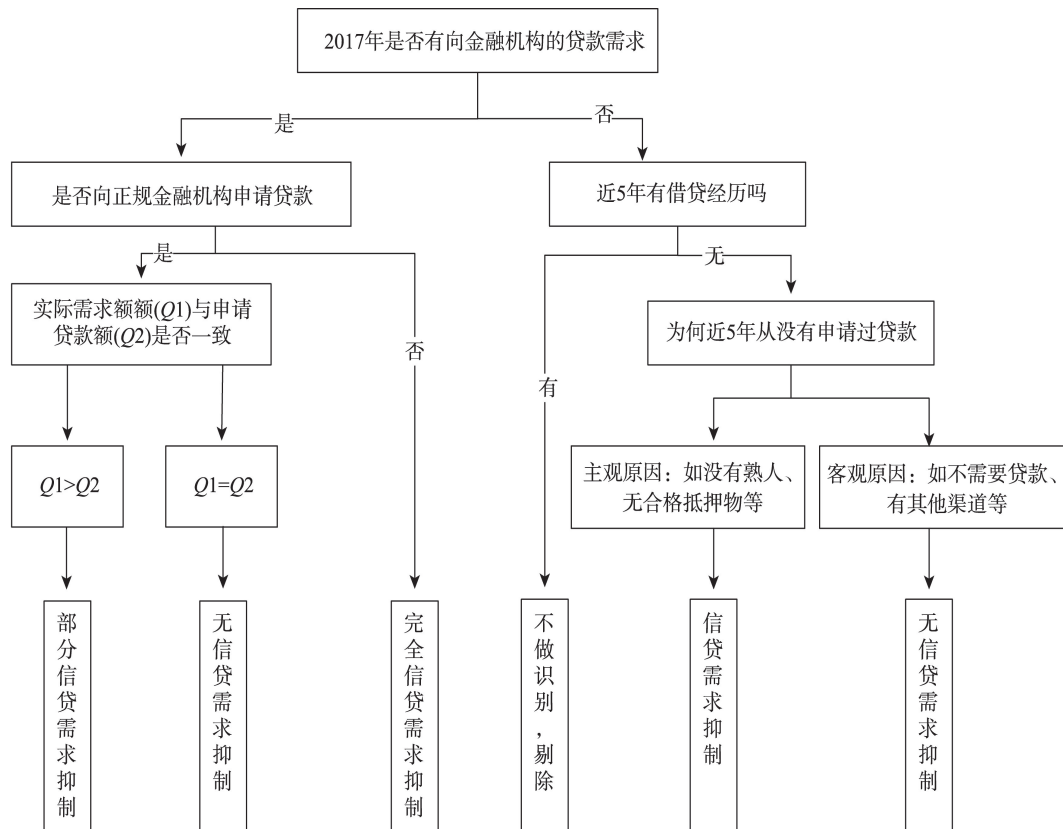 2017年是否有向金融机构的贷款需求
是
否
是否向正规金融机构申请贷款
近5年有借贷经历吗
是
无
实际需求额额(Q1)与申请
贷款额(Q2)是否一致
否
有
为何近5年从没有申请过贷款
Q1>Q2
Q1=Q2
主观原因：如没有熟人、
无合格抵押物等
客观原因：如不需要贷款、
有其他渠道等
部分信贷需求抑制
无信贷需求抑制
完全信贷需求抑制
不做识别，剔除
信贷需求抑制
无信贷需求抑制